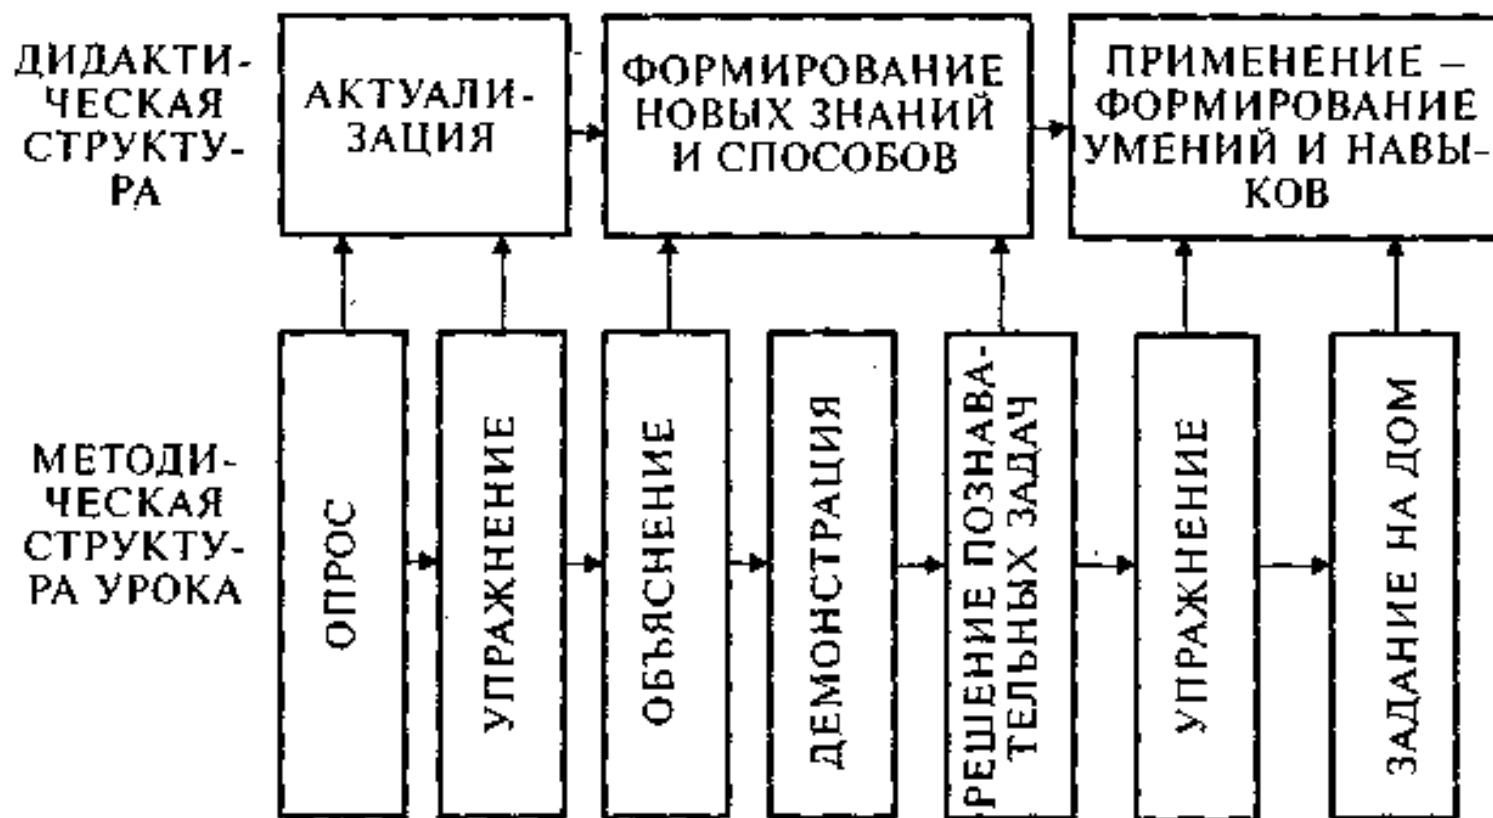 ДИДАКТИ-
ЧЕСКАЯ
СТРУКТУ-
РА
АКТУАЛИ-
ЗАЦИЯ
ФОРМИРОВАНИЕ
НОВЫХ ЗНАНИЙ
И СПОСОБОВ
ПРИМЕНЕНИЕ –
ФОРМИРОВАНИЕ
УМЕНИЙ И НАВЫ-
КОВ
МЕТОДИ-
ЧЕСКАЯ
СТРУКТУ-
РА УРОКА
ОПРОС
УПРАЖНЕНИЕ
ОБЪЯСНЕНИЕ
ДЕМОНСТРАЦИЯ
РЕШЕНИЕ ПОЗНАВА-
ТЕЛЬНЫХ ЗАДАЧ
УПРАЖНЕНИЕ
ЗАДАНИЕ НА ДОМ